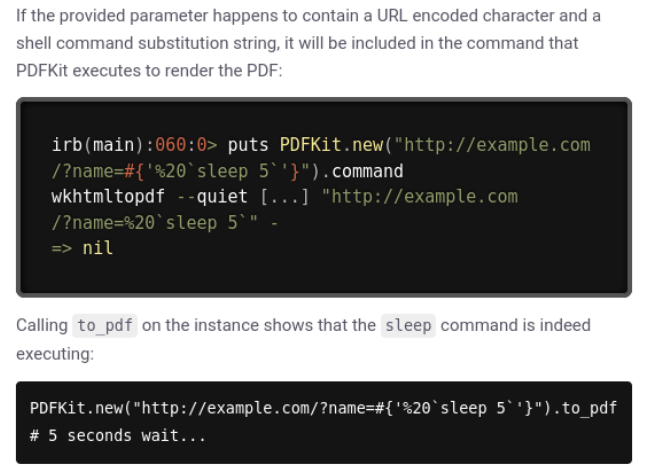 If the provided parameter happens to contain a URL encoded character and a
shell command substitution string, it will be included in the command that
PDFKit executes to render the PDF:
irb(main):060:0> puts PDFKit.new("http://example.com
/?name=#{'%20`sleep 5`'}").command
wkhtmltopdf --quiet [...] "http://example.com
/?name=%20`sleep 5`" -
=> nil
Calling to_pdf on the instance shows that the sleep command is indeed
executing:
PDFKit.new("http://example.com/?name=#{'%20`sleep 5`'}").to_pdf
# 5 seconds wait...